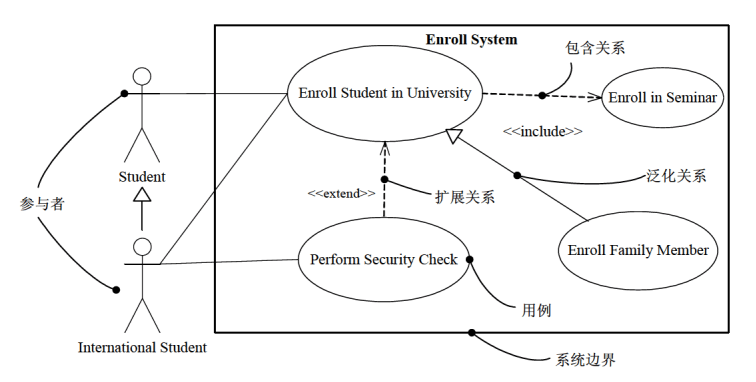 Enroll System
包含关系
Enroll Student in University
Enroll in Seminar
<<include>>
Student
泛化关系
<<extend>>
扩展关系
参与者
Perform Security Check
Enroll Family Member
用例
International Student
系统边界